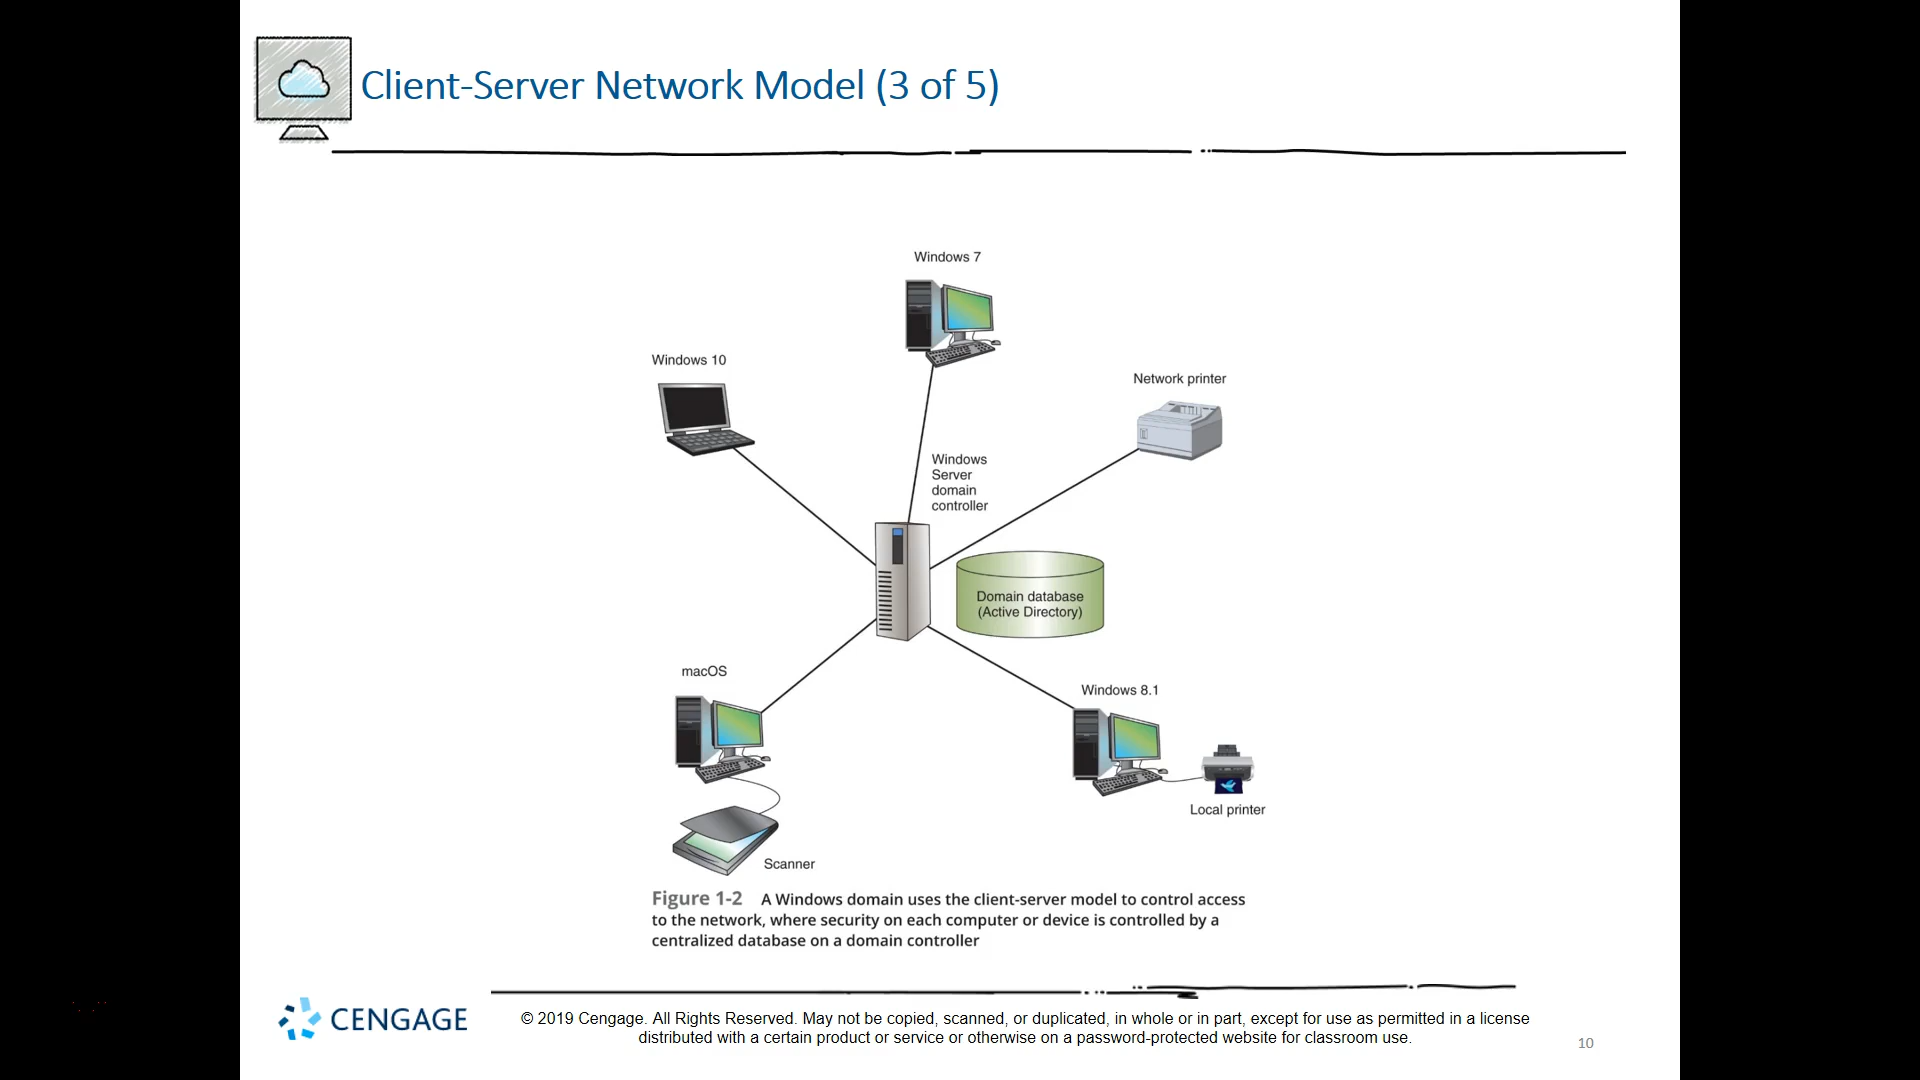 Client-Server Network Model (3 of 5)
Windows 7
Windows 10
Network printer
Windows
Server
domain
controller
Domain database
(Active Directory)
macOS
Windows 8.1
Local printer
Scanner
Figure 1-2 A Windows domain uses the client-server model to control access
to the network, where security on each computer or device is controlled by a
centralized database on a domain controller
CENGAGE
© 2019 Cengage. All Rights Reserved. May not be copied, scanned, or duplicated, in whole or in part, except for use as permitted in a license
distributed with a certain product or service or otherwise on a password-protected website for classroom use.
10